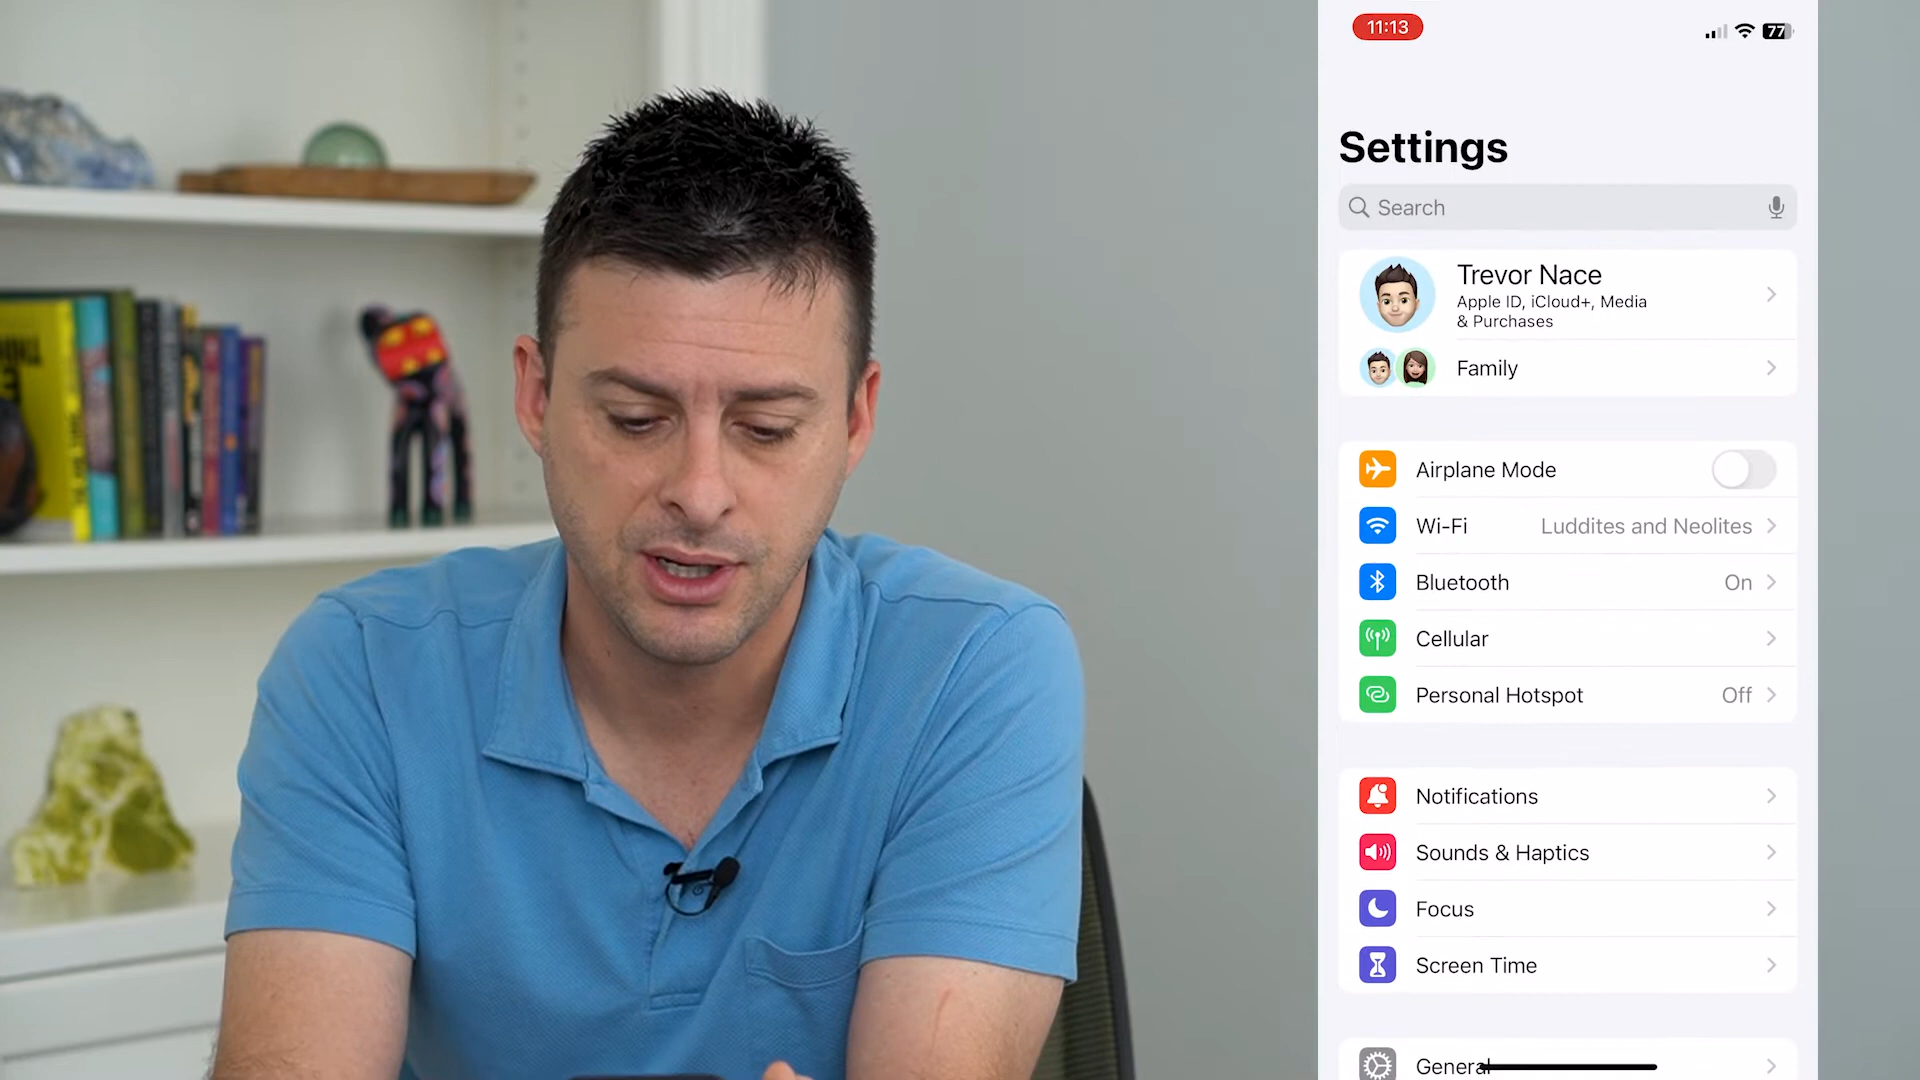 11:13
77
Settings
Search
Trevor Nace
Apple ID, iCloud+, Media
& Purchases
Family
Airplane Mode
Wi-Fi Luddites and Neolites
Bluetooth On
Cellular
Personal Hotspot Off
Notifications
Sounds & Haptics
Focus
Screen Time
General